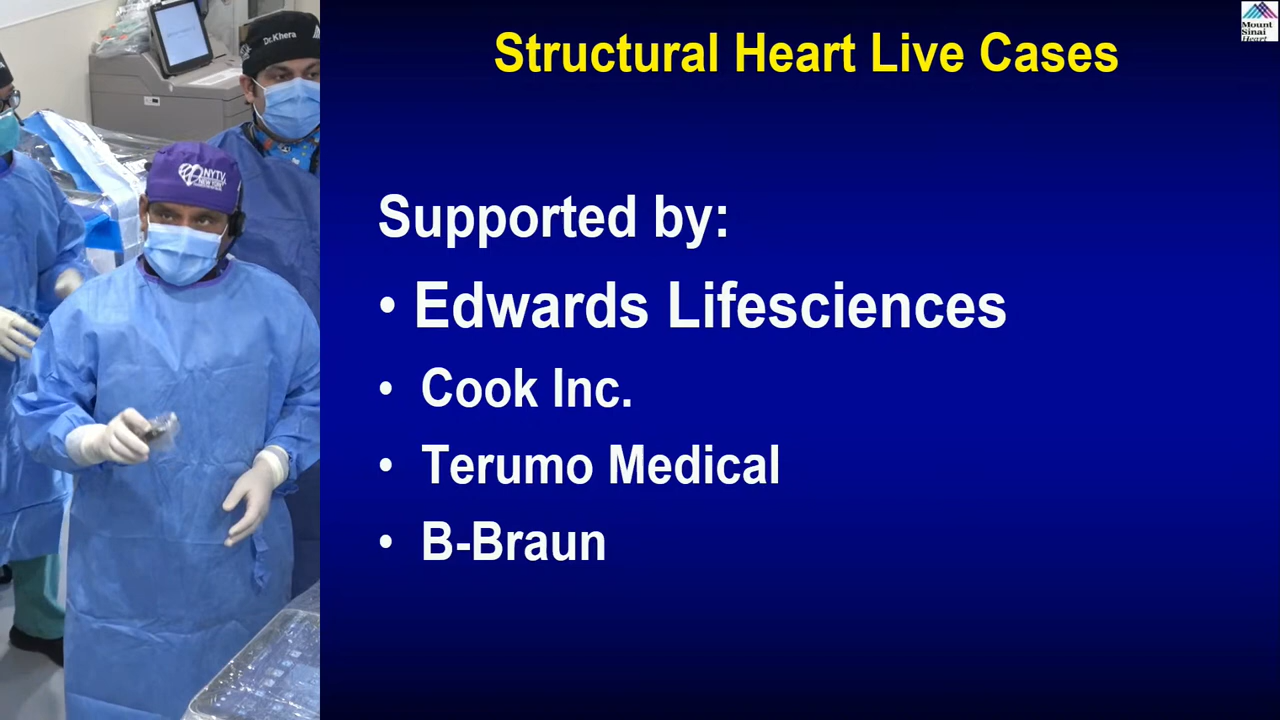 Structural Heart Live Cases
Mount
Sinai
Heart
Dr.Khera
NYTV
NEW YORK
Supported by:
• Edwards Lifesciences
• Cook Inc.
• Terumo Medical
• B-Braun